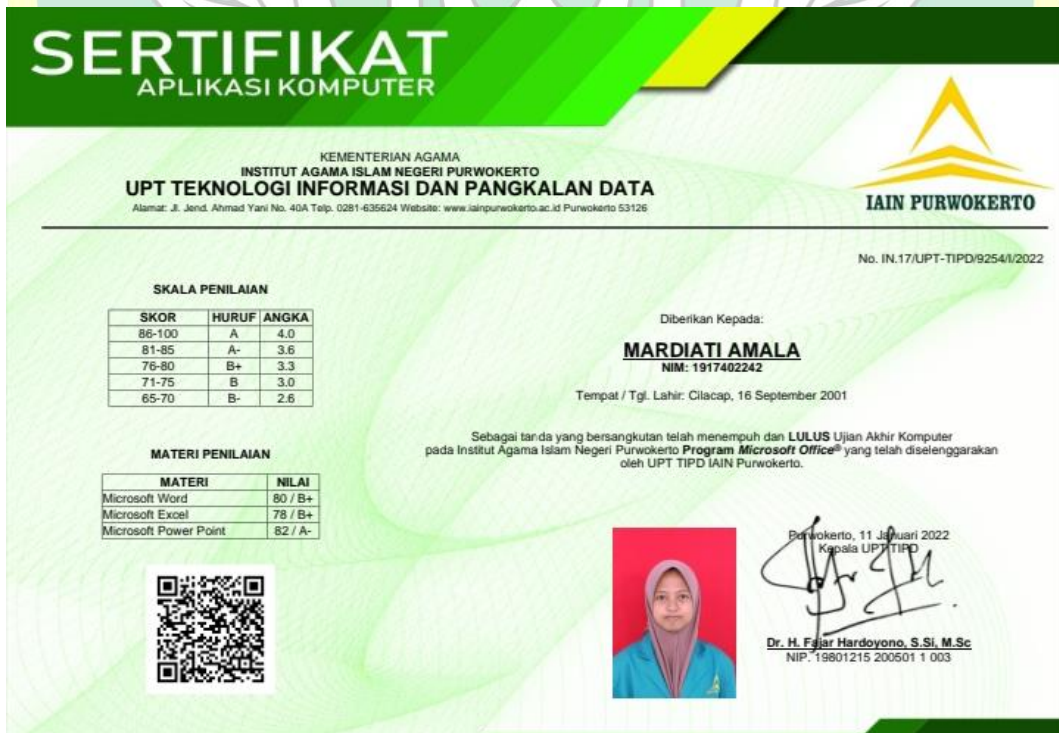 SERTIFIKAT
APLIKASI KOMPUTER
KEMENTERIAN AGAMA
INSTITUT AGAMA ISLAM NEGERI PURWOKERTO
UPT TEKNOLOGI INFORMASI DAN PANGKALAN DATA
Alamat: Jl. Jend. Ahmad Yani No. 40A Telp. 0281-635624 Website: www.iainpurwokerto.ac.id Purwokerto 53126
IAIN PURWOKERTO
No. IN.17/UPT-TIPD/9254/I/2022
SKALA PENILAIAN
SKOR HURUF ANGKA
86-100 A 4.0
81-85 A- 3.6
76-80 B+ 3.3
71-75 B 3.0
65-70 B- 2.6
MATERI PENILAIAN
MATERI NILAI
Microsoft Word 80 / B+
Microsoft Excel 78 / B+
Microsoft Power Point 82 / A-
Diberikan Kepada:
MARDIATI AMALA
NIM: 1917402242
Tempat / Tgl. Lahir: Cilacap, 16 September 2001
Sebagai tanda yang bersangkutan telah menempuh dan LULUS Ujian Akhir Komputer
pada Institut Agama Islam Negeri Purwokerto Program Microsoft Office® yang telah diselenggarakan
oleh UPT TIPD IAIN Purwokerto.
Purwokerto, 11 Januari 2022
Kepala UPT TIPD
Dr. H. Fajar Hardoyono, S.Si, M.Sc
NIP. 19801215 200501 1 003